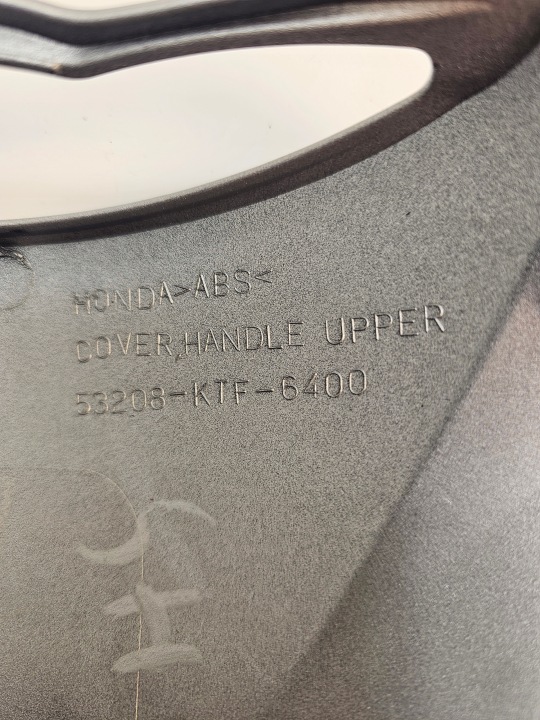 HONDA>ABS<
COVER,HANDLE UPPER
53208-KTF-6400